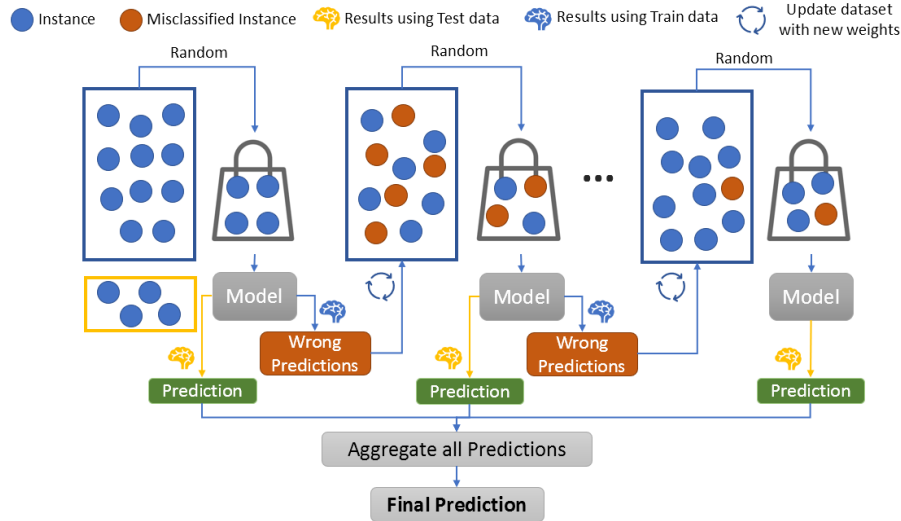 Instance
Misclassified Instance
Results using Test data
Results using Train data
Update dataset
with new weights
Random
Random
Random
...
Model
Model
Model
Wrong
Predictions
Wrong
Predictions
Prediction
Prediction
Prediction
Aggregate all Predictions
Final Prediction